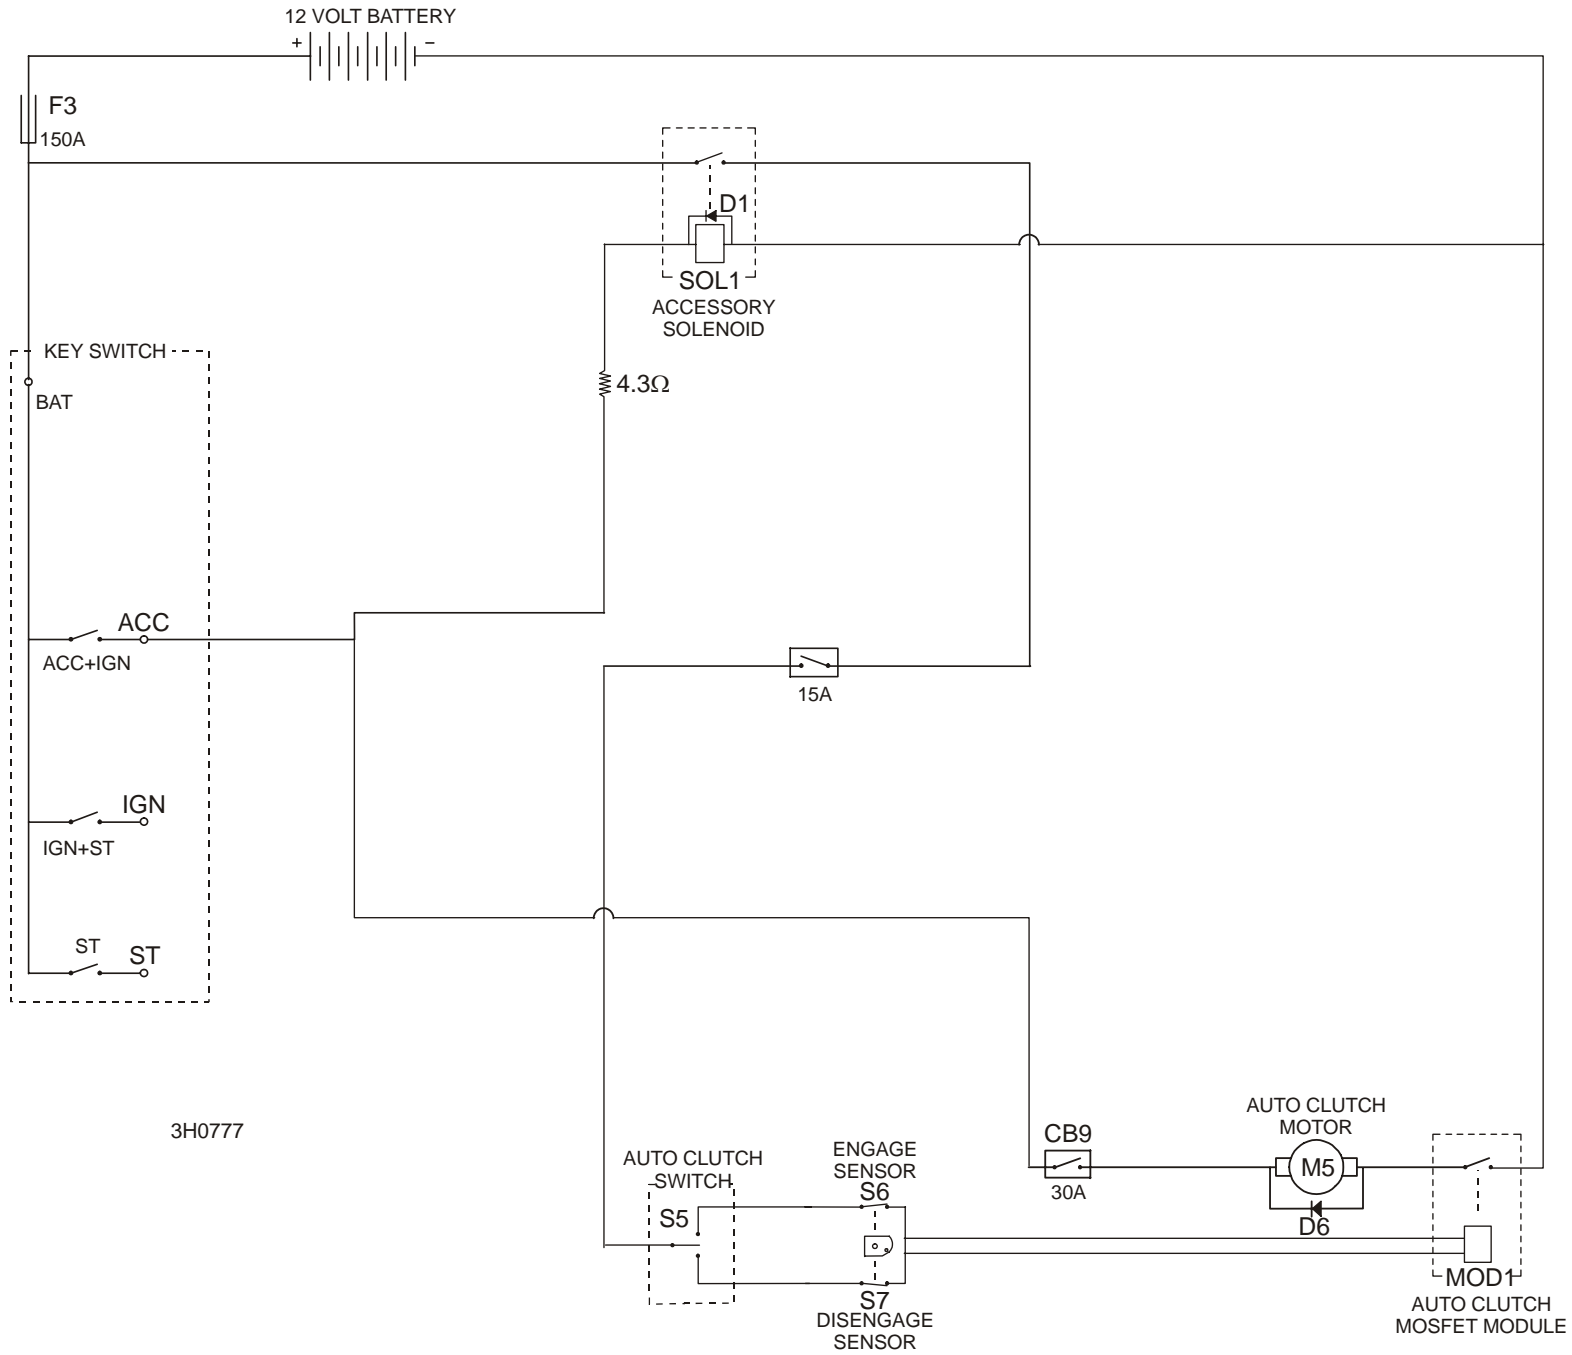 12 VOLT BATTERY
+ −
F3
150A
D1
SOL1
ACCESSORY
SOLENOID
KEY SWITCH
BAT
4.3Ω
ACC
ACC+IGN
15A
IGN
IGN+ST
ST
ST
3H0777
AUTO CLUTCH
SWITCH
S5
ENGAGE
SENSOR
S6
S7
DISENGAGE
SENSOR
CB9
30A
AUTO CLUTCH
MOTOR
M5
D6
MOD1
AUTO CLUTCH
MOSFET MODULE